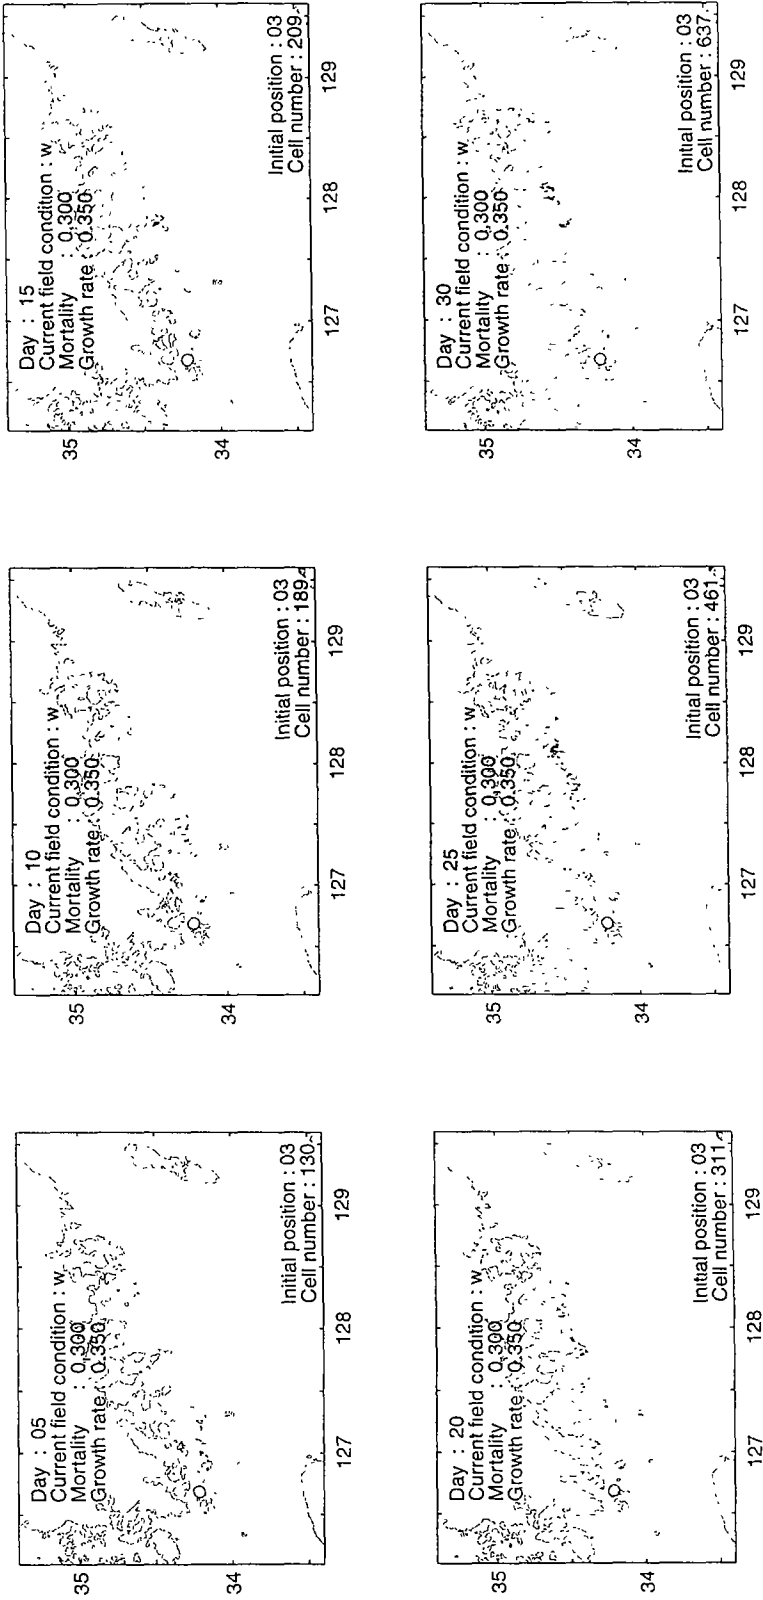 Day : 05
Current field condition : w
Mortality : 0.300
Growth rate : 0.350
Initial position : 03
Cell number : 130
35
34
127
128
129
Day : 10
Current field condition : w
Mortality : 0.300
Growth rate : 0.350
Initial position : 03
Cell number : 189
35
34
127
128
129
Day : 15
Current field condition : w
Mortality : 0.300
Growth rate : 0.350
Initial position : 03
Cell number : 209
35
34
127
128
129
Day : 20
Current field condition : w
Mortality : 0.300
Growth rate : 0.350
Initial position : 03
Cell number : 311
35
34
127
128
129
Day : 25
Current field condition : w
Mortality : 0.300
Growth rate : 0.350
Initial position : 03
Cell number : 461
35
34
127
128
129
Day : 30
Current field condition : w
Mortality : 0.300
Growth rate : 0.350
Initial position : 03
Cell number : 637
35
34
127
128
129